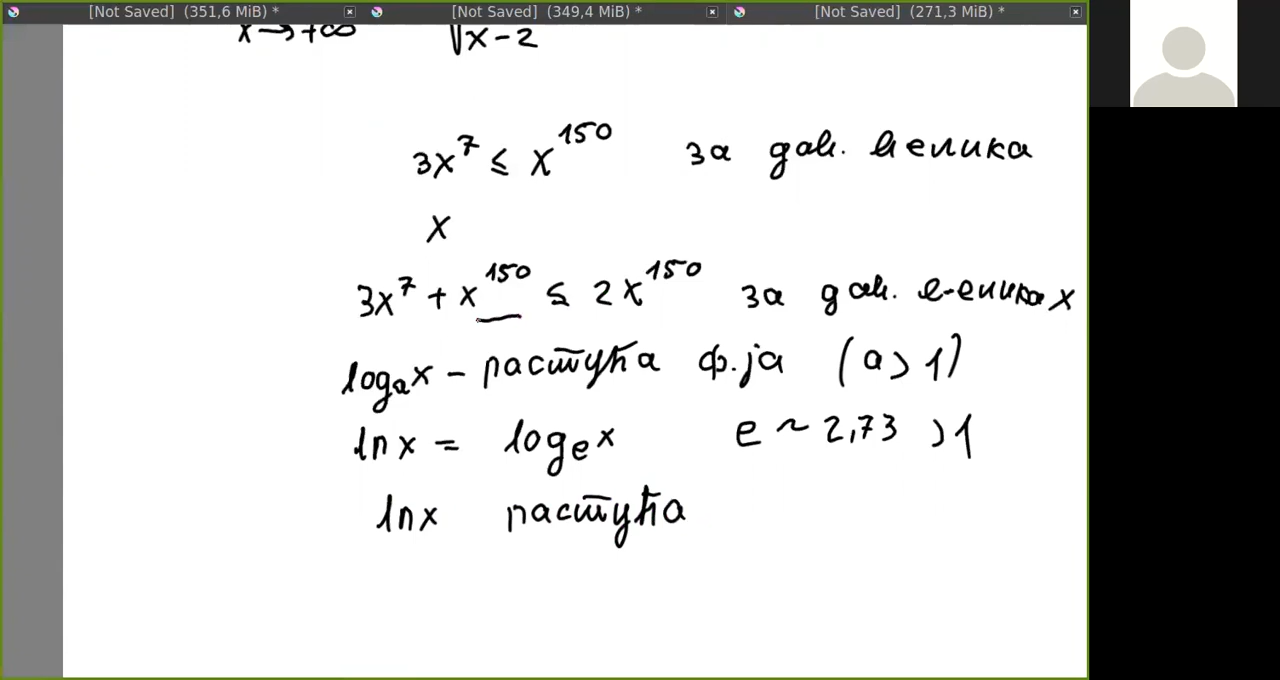 [Not Saved] (351,6 MiB) * [Not Saved] (349,4 MiB) * [Not Saved] (271,3 MiB) *
x→+∞ √x-2
3x⁷ ≤ x¹⁵⁰ за дов. велика
x
3x⁷ + x¹⁵⁰ ≤ 2x¹⁵⁰ за дов. велика x
logₐx - растућа ф.ја (a > 1)
ln x = logₑx e ~ 2,73 > 1
ln x растућа